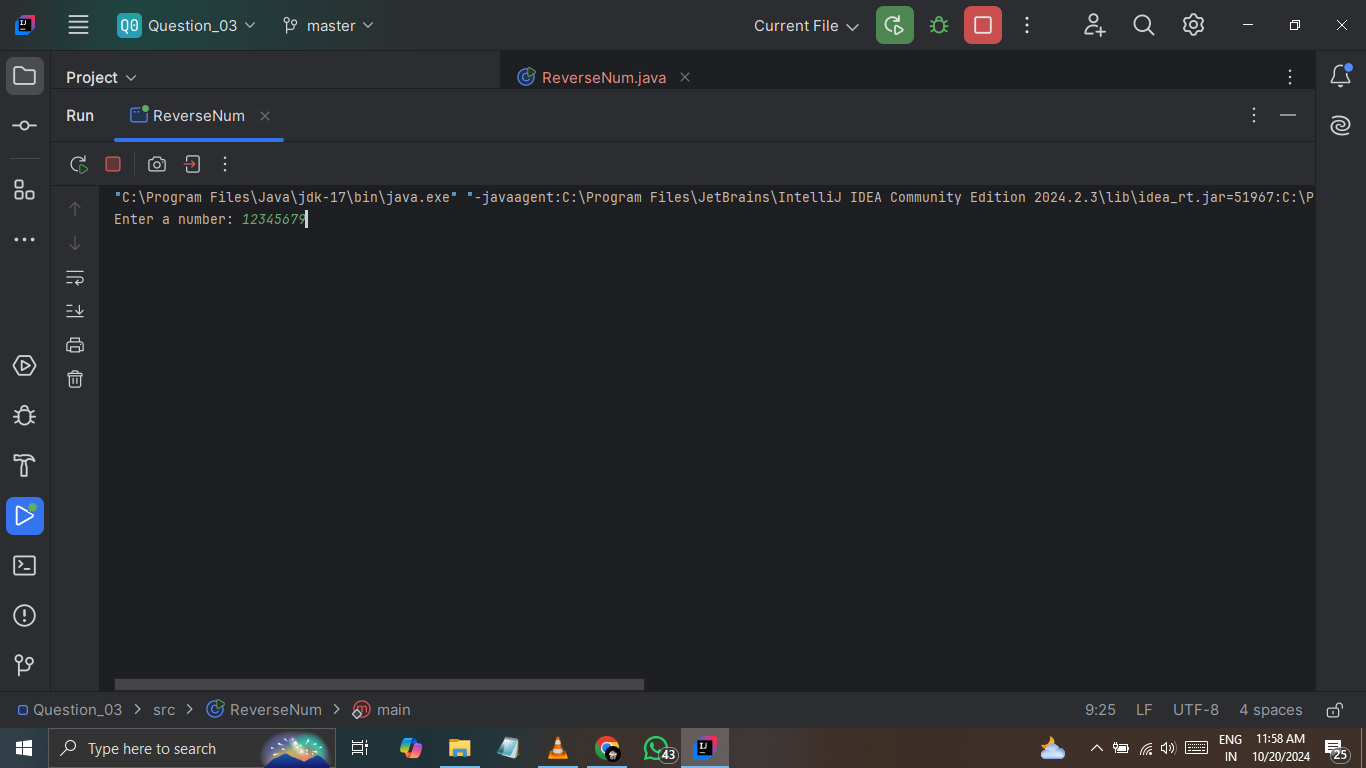 Q0 Question_03 master Current File
Project ReverseNum.java
Run ReverseNum
"C:\Program Files\Java\jdk-17\bin\java.exe" "-javaagent:C:\Program Files\JetBrains\IntelliJ IDEA Community Edition 2024.2.3\lib\idea_rt.jar=51967:C:\P
Enter a number: 12345679
Question_03 > src > ReverseNum > main 9:25 LF UTF-8 4 spaces
Type here to search 43 ENG 11:58 AM
IN 10/20/2024 25